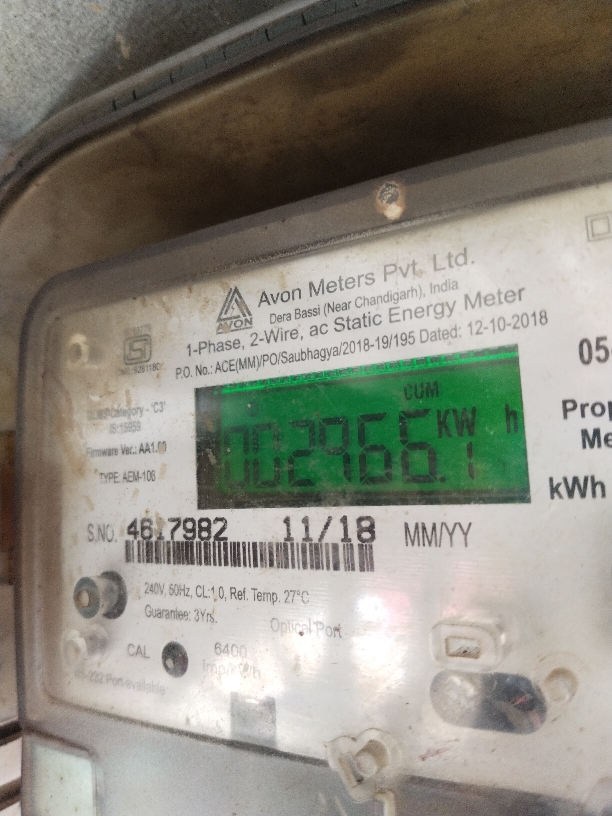 AVON
Avon Meters Pvt. Ltd.
Dera Bassi (Near Chandigarh), India
1-Phase, 2-Wire, ac Static Energy Meter
P.O. No.: ACE(MM)/PO/Saubhagya/2018-19/195 Dated: 12-10-2018
Category - 'C3'
IS:15959
Firmware Ver.: AA1.00
TYPE: AEM-106
CUM
002966.1 KW h
05
Prop
Me
kWh
S.NO. 4617982 11/18 MM/YY
240V, 50Hz, CL:1.0, Ref. Temp. 27°C
Guarantee: 3Yrs.
Optical Port
CAL 6400
Imp/kWh
Port available